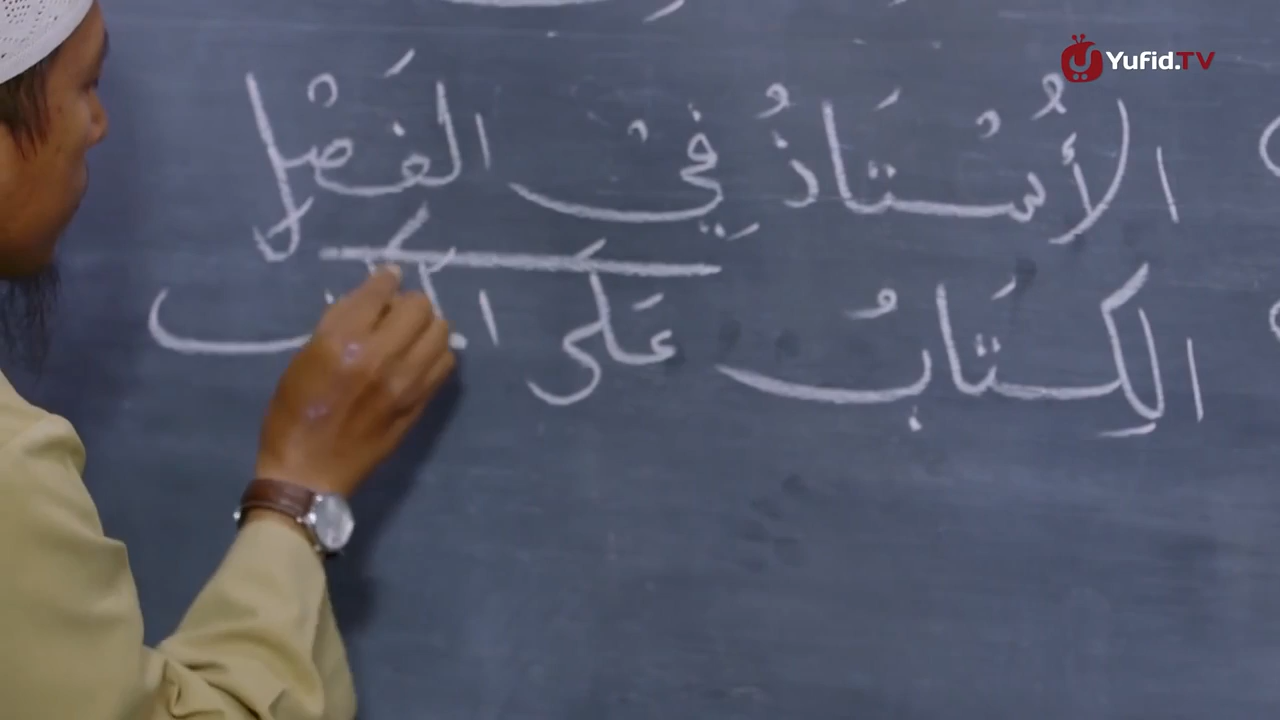 Yufid.TV
الأُسْتَاذُ فِيْ الفَصْلِ
الكِتَابُ عَلَى